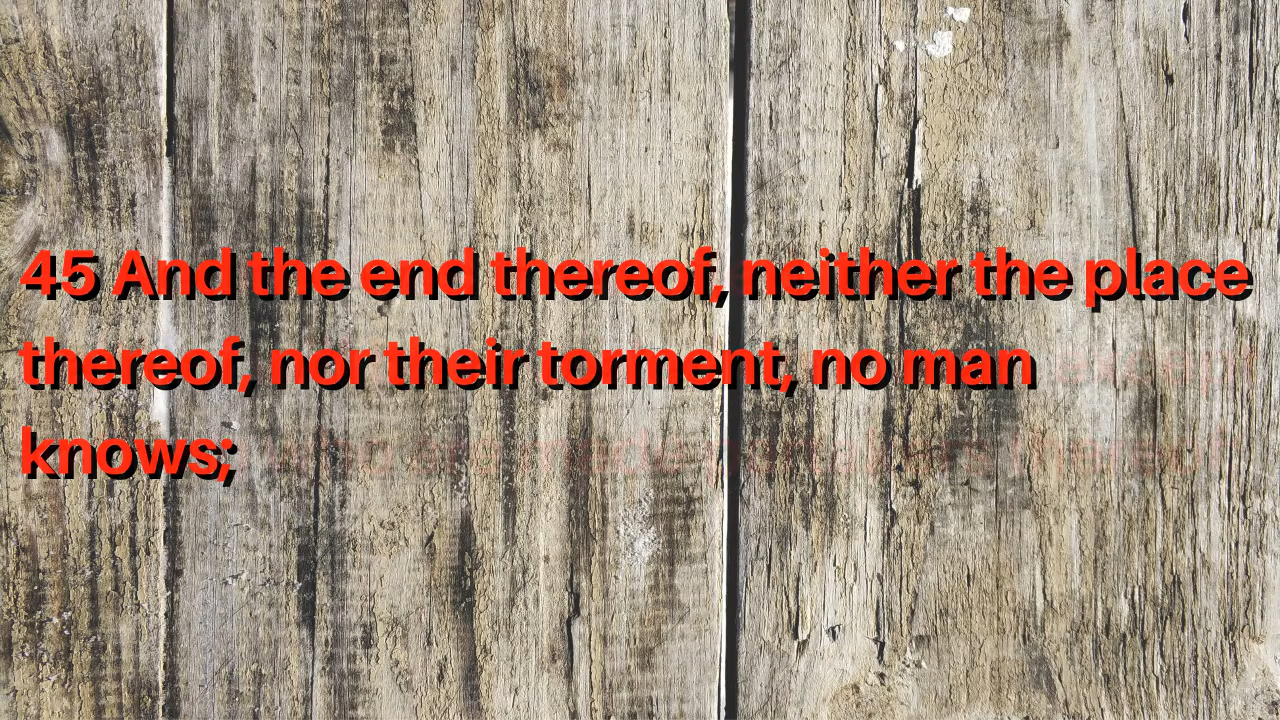 45 And the end thereof, neither the place
thereof, nor their torment, no man
knows;